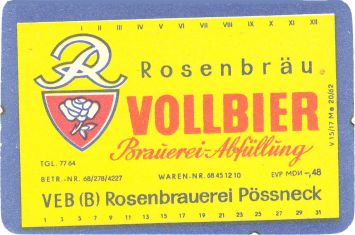 I II III IV V VI VII VIII IX X XI XII
R
Rosenbräu
VOLLBIER
Brauerei-Abfüllung
TGL. 7764
BETR.-NR. 68/278/4227 WAREN-NR. 68 45 12 10 EVP MDN -,48
VEB (B) Rosenbrauerei Pössneck
1 3 5 7 9 11 13 15 17 19 21 23 25 27 29 31
V 15/17 Me 20/62